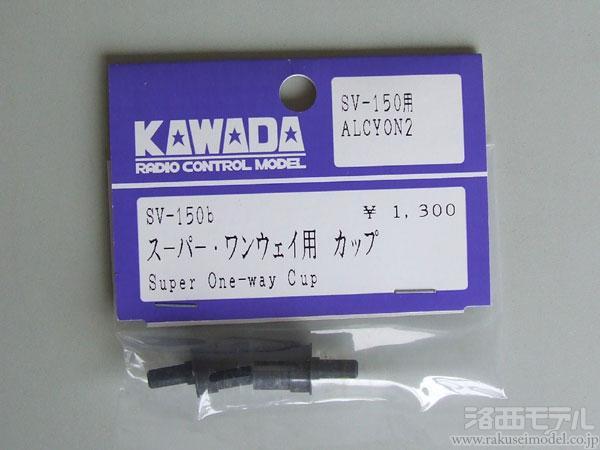 KAWADA
RADIO CONTROL MODEL
SV-150用
ALCYON2
SV-150b ￥ 1,300
スーパー・ワンウェイ用 カップ
Super One-way Cup
洛西モデル
www.rakuseimodel.co.jp